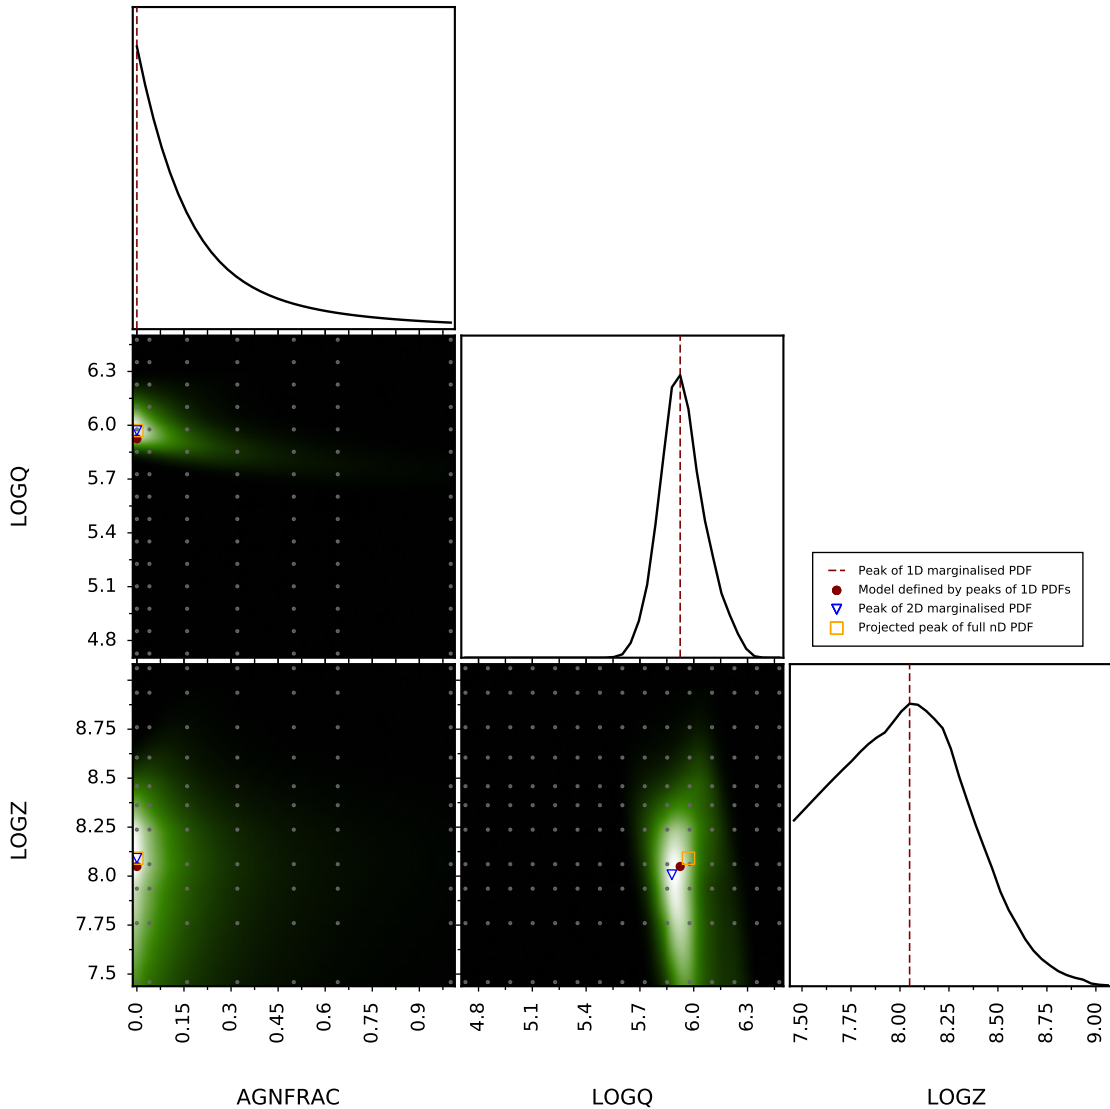 6.3
6.0
5.7
5.4
5.1
4.8
LOGQ
Peak of 1D marginalised PDF
Model defined by peaks of 1D PDFs
Peak of 2D marginalised PDF
Projected peak of full nD PDF
8.75
8.5
8.25
8.0
7.75
7.5
LOGZ
0.0 0.15 0.3 0.45 0.6 0.75 0.9
4.8 5.1 5.4 5.7 6.0 6.3
7.50 7.75 8.00 8.25 8.50 8.75 9.00
AGNFRAC
LOGQ
LOGZ